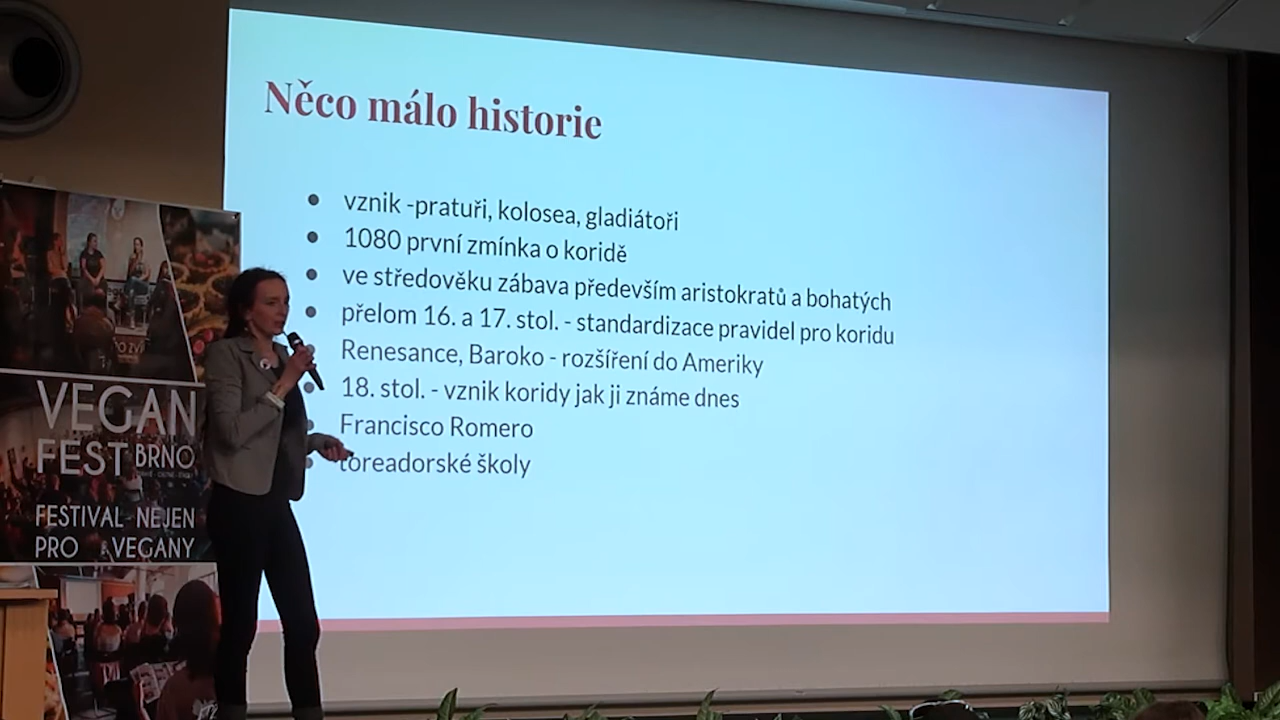 Něco málo historie
vznik -pratuři, kolosea, gladiátoři
1080 první zmínka o koridě
ve středověku zábava především aristokratů a bohatých
přelom 16. a 17. stol. - standardizace pravidel pro koridu
Renesance, Baroko - rozšíření do Ameriky
18. stol. - vznik koridy jak ji známe dnes
Francisco Romero
toreadorské školy
VEGAN
FEST BRNO
FESTIVAL NEJEN
PRO VEGANY